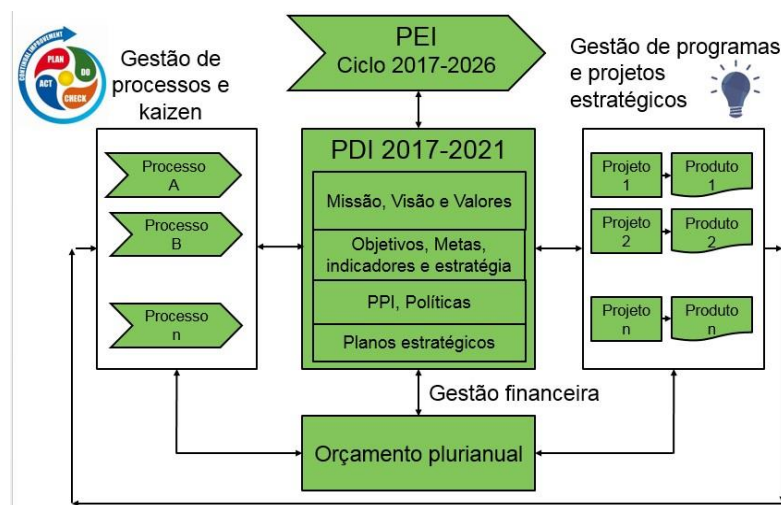 CONTINUAL IMPROVEMENT
PLAN
DO
CHECK
ACT
Gestão de
processos e
kaizen
PEI
Ciclo 2017-2026
Gestão de programas
e projetos
estratégicos
Processo
A
Processo
B
Processo
n
PDI 2017-2021
Missão, Visão e Valores
Objetivos, Metas,
indicadores e estratégia
PPI, Políticas
Planos estratégicos
Projeto
1
Produto
1
Projeto
2
Produto
2
Projeto
n
Produto
n
Gestão financeira
Orçamento plurianual